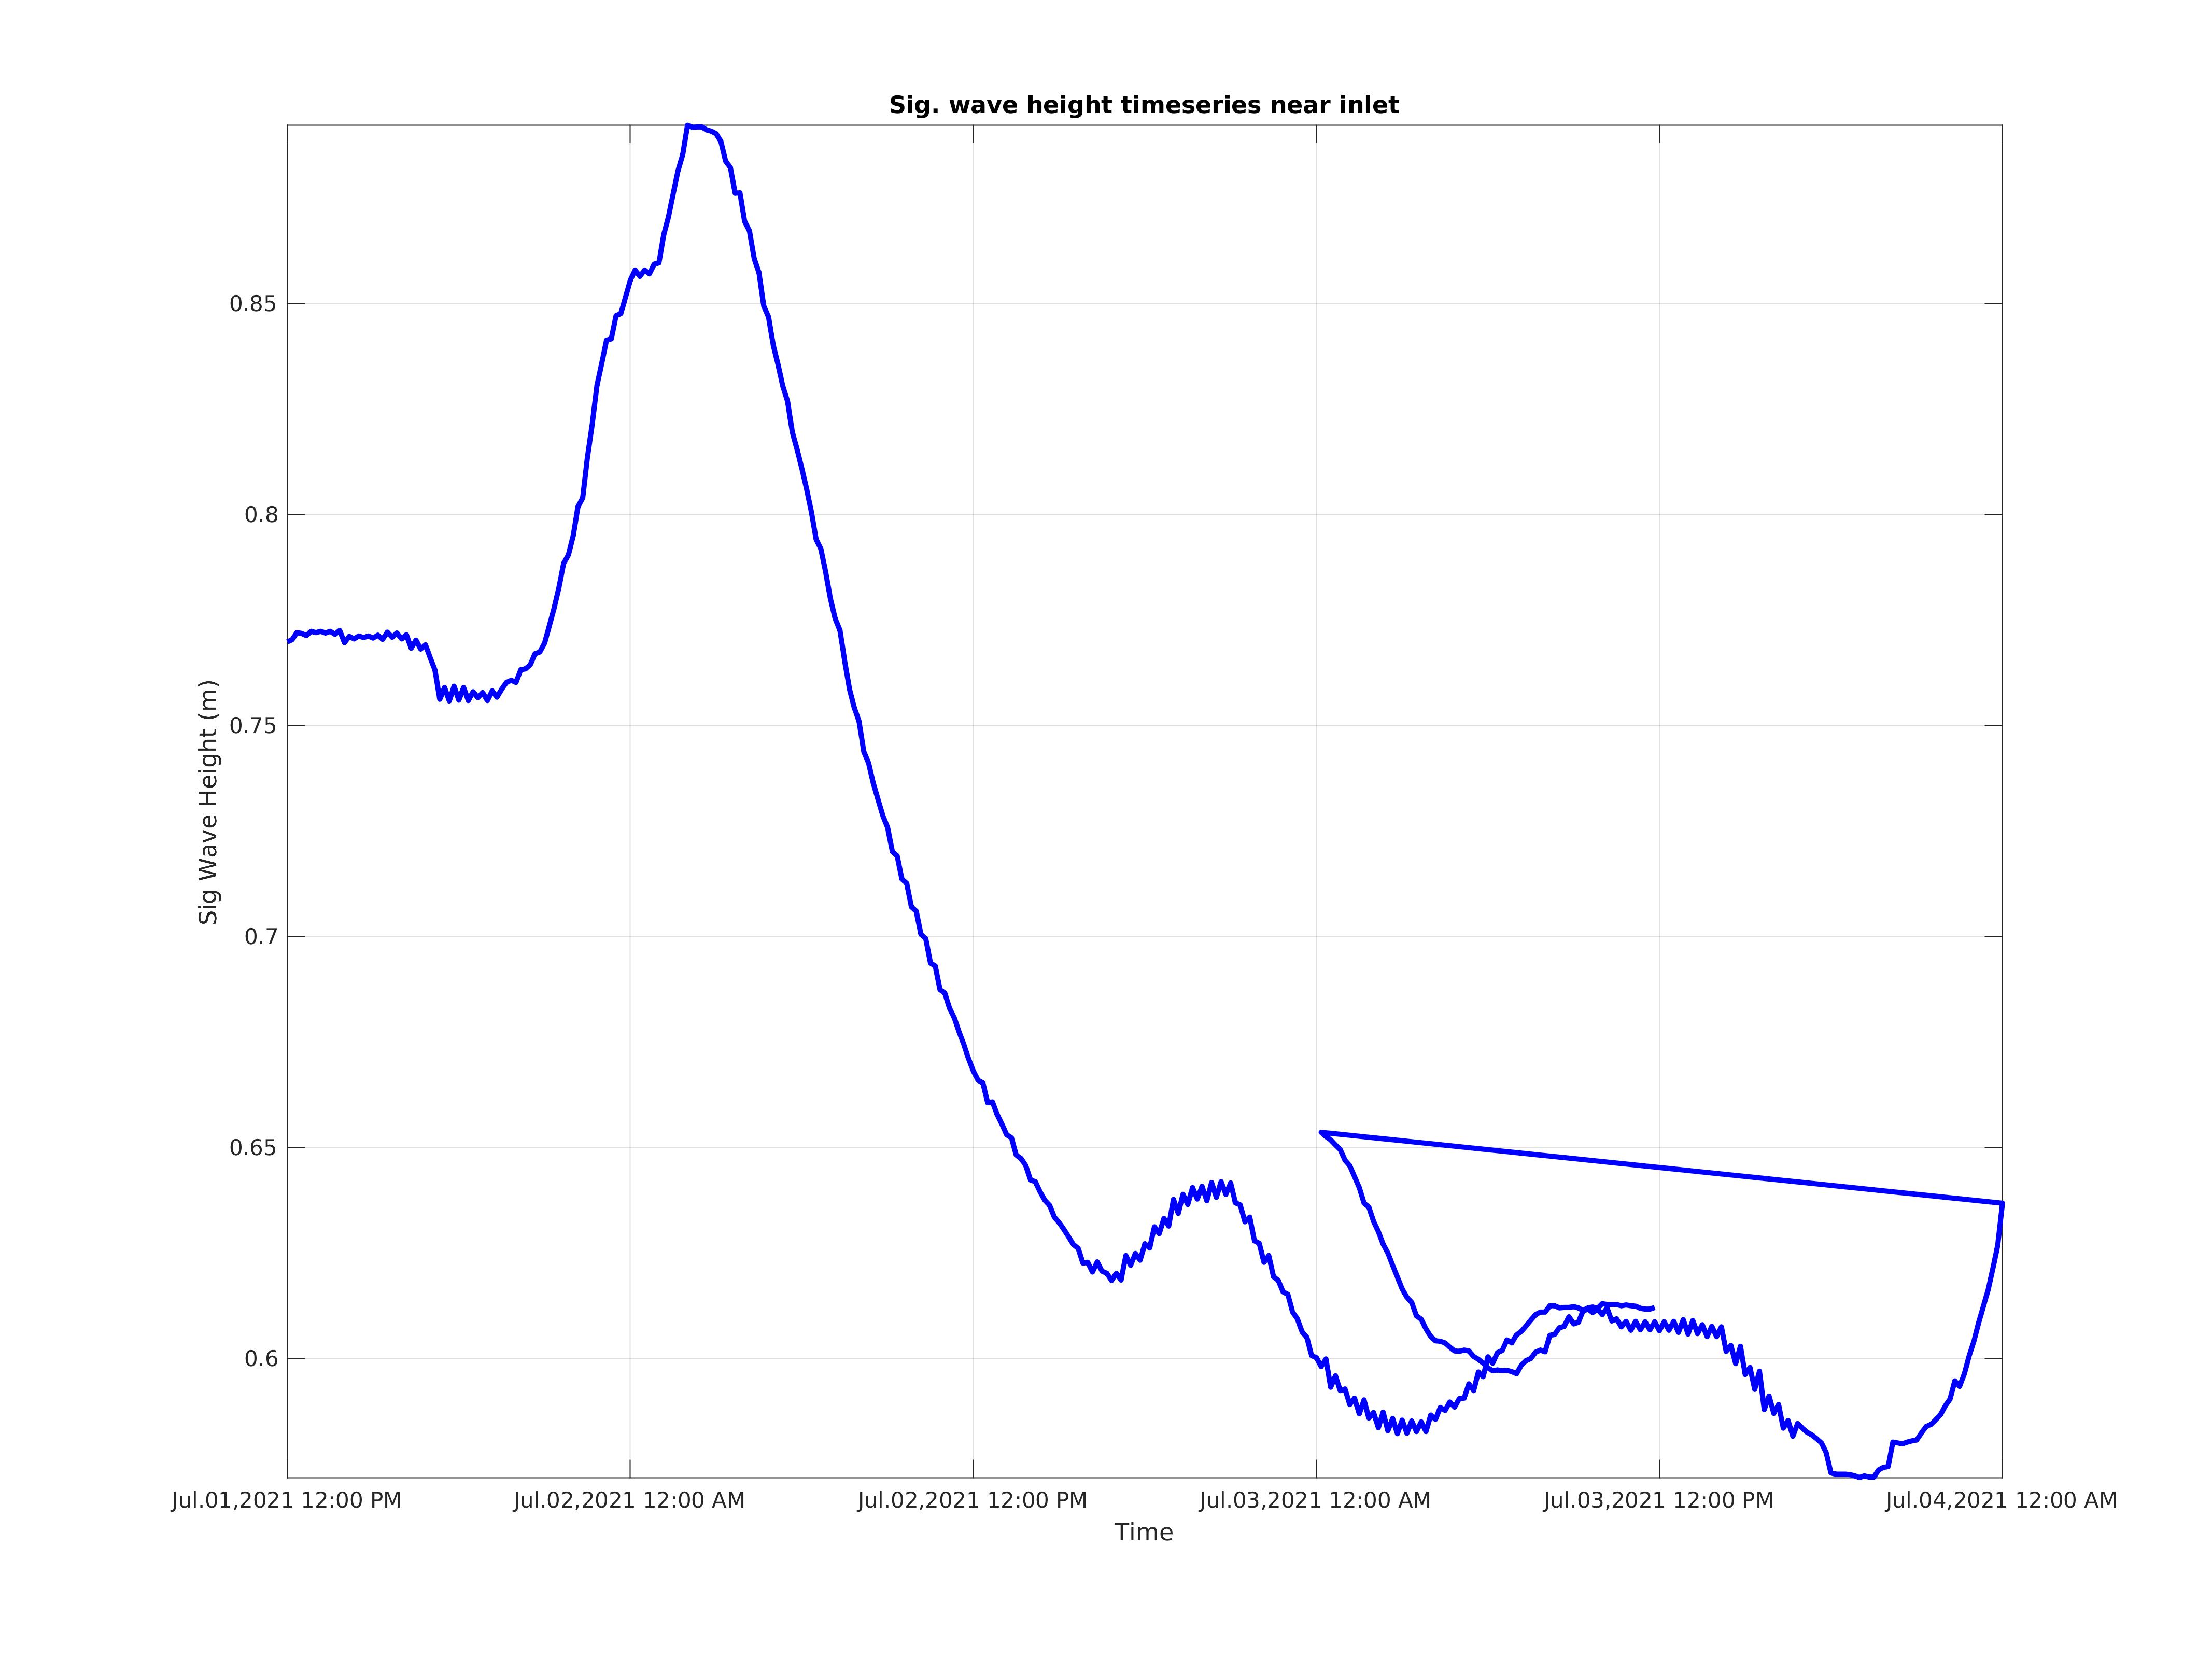 Sig. wave height timeseries near inlet
0.85
0.8
0.75
0.7
0.65
0.6
Sig Wave Height (m)
Jul.01,2021 12:00 PM
Jul.02,2021 12:00 AM
Jul.02,2021 12:00 PM
Jul.03,2021 12:00 AM
Jul.03,2021 12:00 PM
Jul.04,2021 12:00 AM
Time